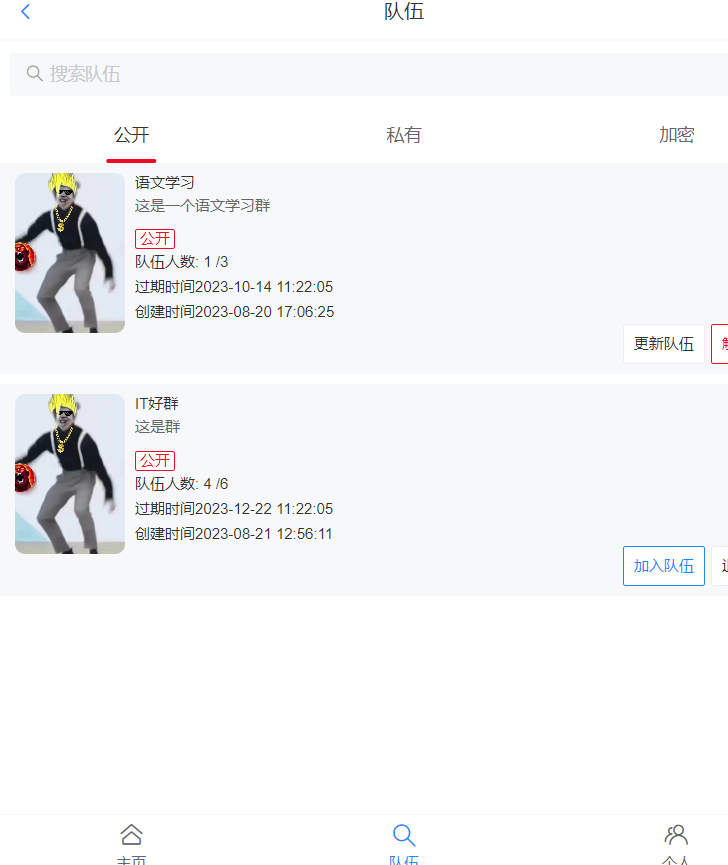 队伍
搜索队伍
公开 私有 加密
语文学习
这是一个语文学习群
公开
队伍人数: 1 /3
过期时间2023-10-14 11:22:05
创建时间2023-08-20 17:06:25
更新队伍
IT好群
这是群
公开
队伍人数: 4 /6
过期时间2023-12-22 11:22:05
创建时间2023-08-21 12:56:11
加入队伍
主页 队伍 个人